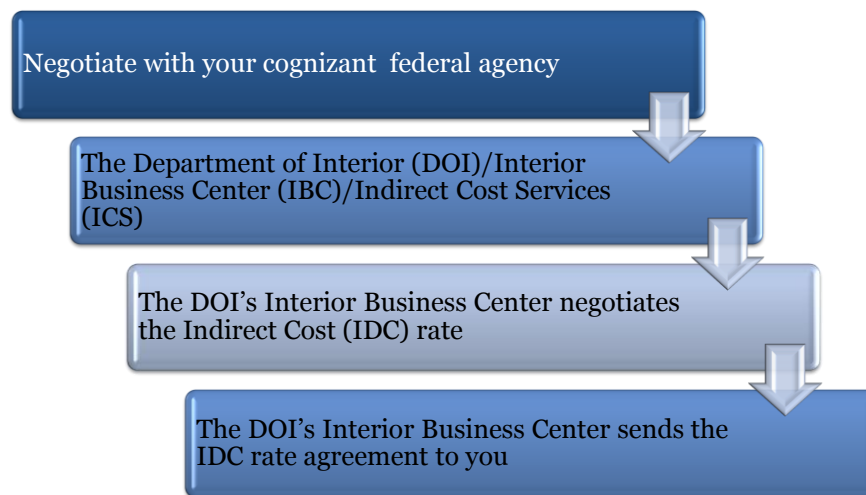 Negotiate with your cognizant federal agency
The Department of Interior (DOI)/Interior
Business Center (IBC)/Indirect Cost Services
(ICS)
The DOI’s Interior Business Center negotiates
the Indirect Cost (IDC) rate
The DOI’s Interior Business Center sends the
IDC rate agreement to you